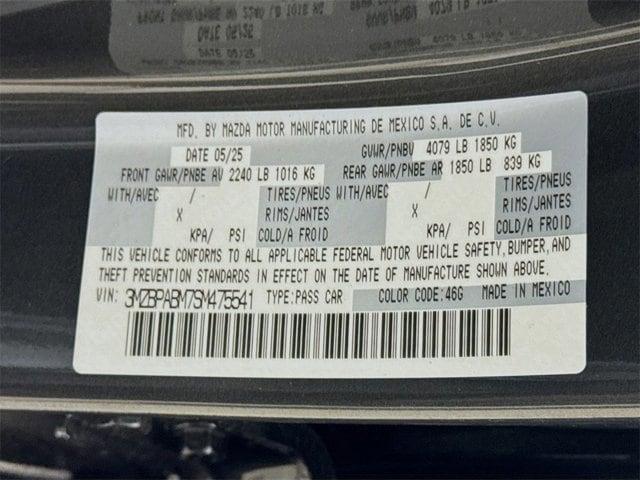 MFD. BY MAZDA MOTOR MANUFACTURING DE MEXICO S.A. DE C.V.
DATE 05/25 GVWR/PNBV 4079 LB 1850 KG
FRONT GAWR/PNBE AV 2240 LB 1016 KG REAR GAWR/PNBE AR 1850 LB 839 KG
WITH/AVEC / TIRES/PNEUS WITH/AVEC / TIRES/PNEUS
X RIMS/JANTES X RIMS/JANTES
KPA/ PSI COLD/A FROID KPA/ PSI COLD/A FROID
THIS VEHICLE CONFORMS TO ALL APPLICABLE FEDERAL MOTOR VEHICLE SAFETY, BUMPER, AND
THEFT PREVENTION STANDARDS IN EFFECT ON THE DATE OF MANUFACTURE SHOWN ABOVE.
VIN: 3MZBPABM7SM475541 TYPE:PASS CAR COLOR CODE:46G MADE IN MEXICO